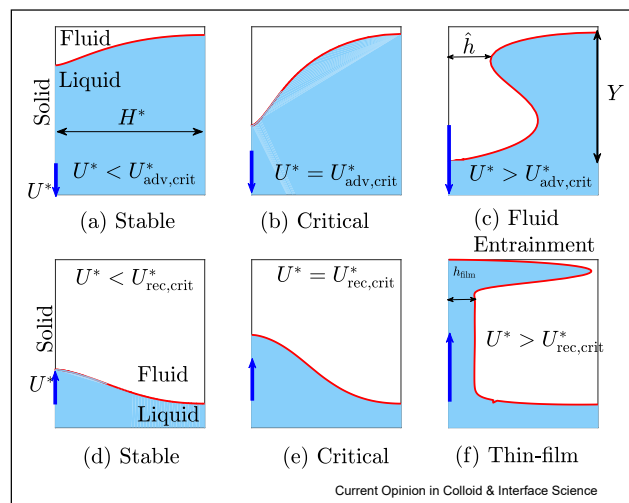 Fluid
Liquid
Solid
H*
U* < U*adv,crit
U*
(a) Stable
U* = U*adv,crit
(b) Critical
ĥ
Y
U* > U*adv,crit
(c) Fluid
Entrainment
U* < U*rec,crit
Solid
U*
Fluid
Liquid
(d) Stable
U* = U*rec,crit
(e) Critical
hfilm
U* > U*rec,crit
(f) Thin-film
Current Opinion in Colloid & Interface Science